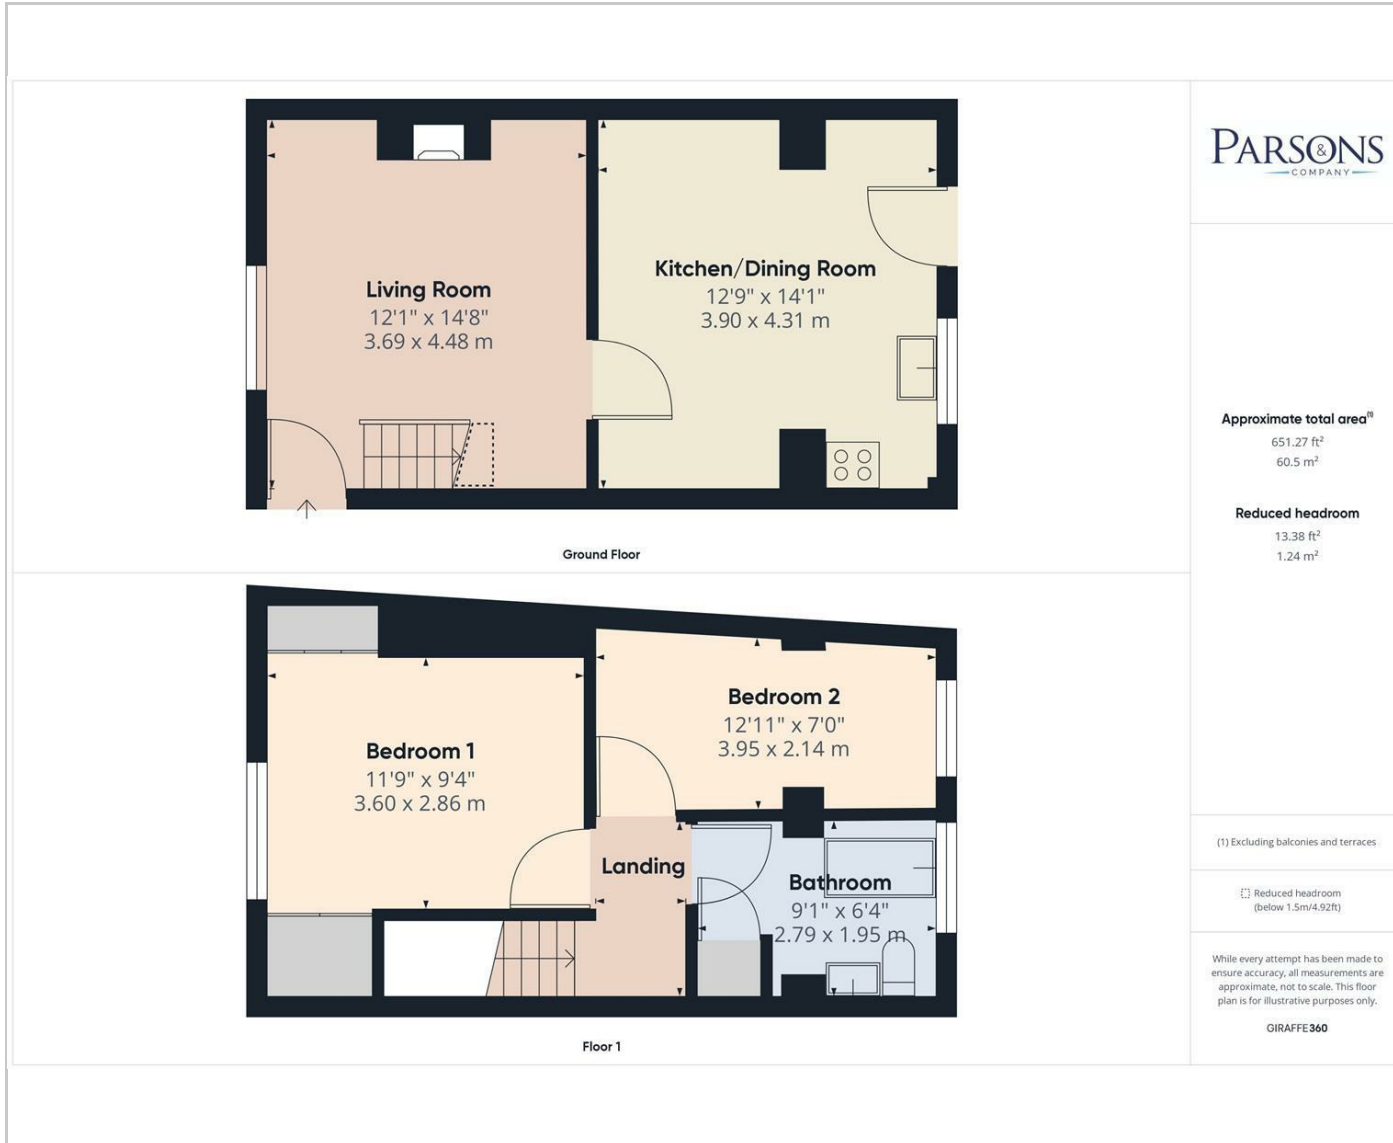 PARSONS
&
COMPANY
Living Room
12'1" x 14'8"
3.69 x 4.48 m
Kitchen/Dining Room
12'9" x 14'1"
3.90 x 4.31 m
Ground Floor
Bedroom 1
11'9" x 9'4"
3.60 x 2.86 m
Bedroom 2
12'11" x 7'0"
3.95 x 2.14 m
Landing
Bathroom
9'1" x 6'4"
2.79 x 1.95 m
Floor 1
Approximate total area(1)
651.27 ft²
60.5 m²
Reduced headroom
13.38 ft²
1.24 m²
(1) Excluding balconies and terraces
Reduced headroom
(below 1.5m/4.92ft)
While every attempt has been made to
ensure accuracy, all measurements are
approximate, not to scale. This floor
plan is for illustrative purposes only.
GIRAFFE360